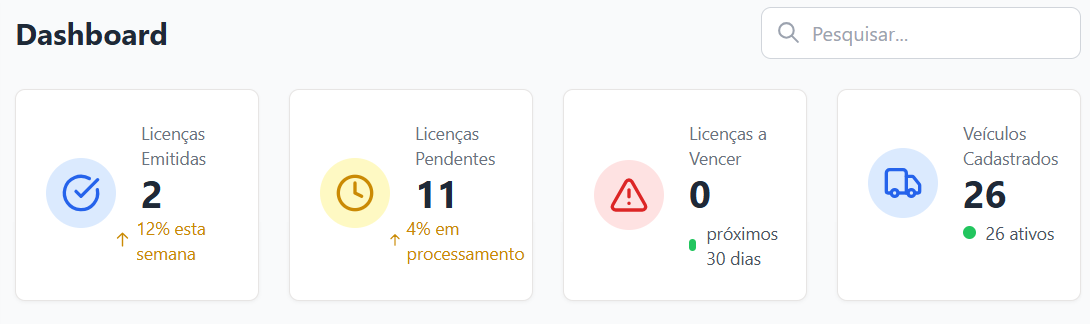 Dashboard
Pesquisar...
Licenças
Emitidas
2
12% esta
semana
Licenças
Pendentes
11
4% em
processamento
Licenças a
Vencer
0
próximos
30 dias
Veículos
Cadastrados
26
26 ativos